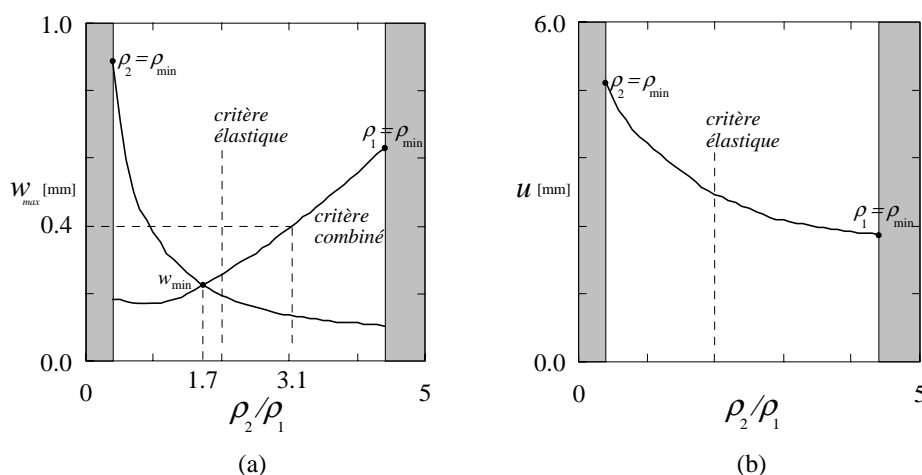 1.0
ρ2 = ρmin
critère
élastique
ρ1 = ρmin
wmax [mm]
0.4
critère
combiné
wmin
0.0
0
1.7
3.1
5
ρ2/ρ1
(a)
6.0
ρ2 = ρmin
critère
élastique
u [mm]
ρ1 = ρmin
0.0
0
5
ρ2/ρ1
(b)